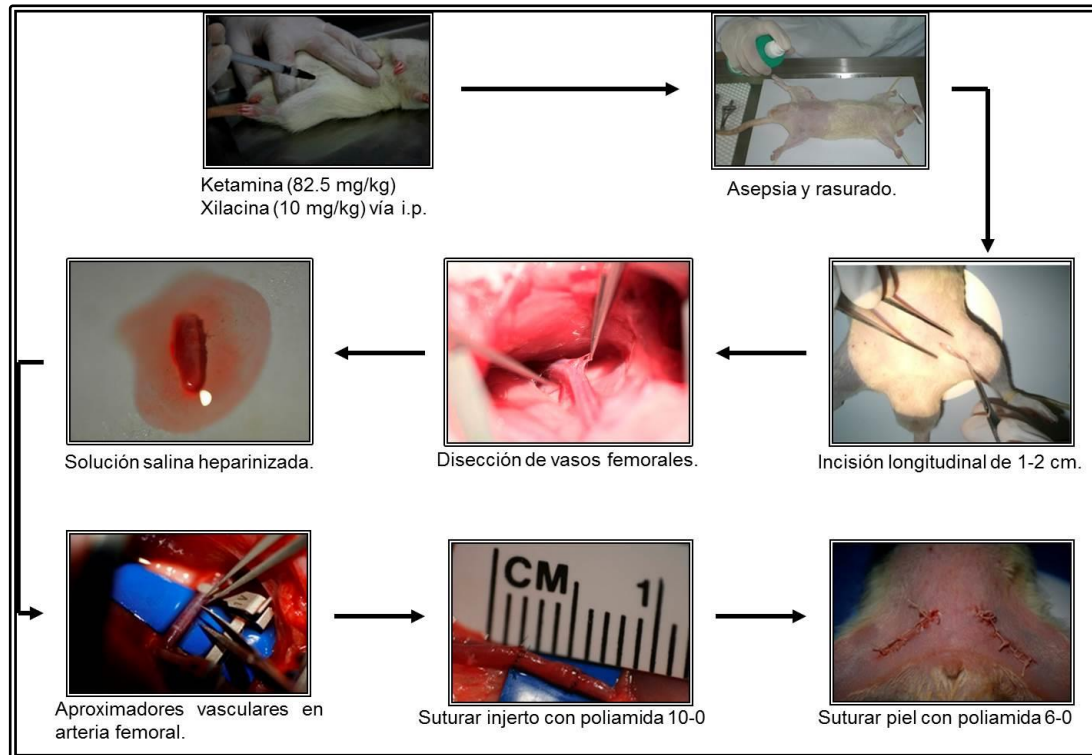 Ketamina (82.5 mg/kg)
Xilacina (10 mg/kg) vía i.p.
Asepsia y rasurado.
Solución salina heparinizada.
Disección de vasos femorales.
Incisión longitudinal de 1-2 cm.
CM 1
Aproximadores vasculares en
arteria femoral.
Suturar injerto con poliamida 10-0
Suturar piel con poliamida 6-0